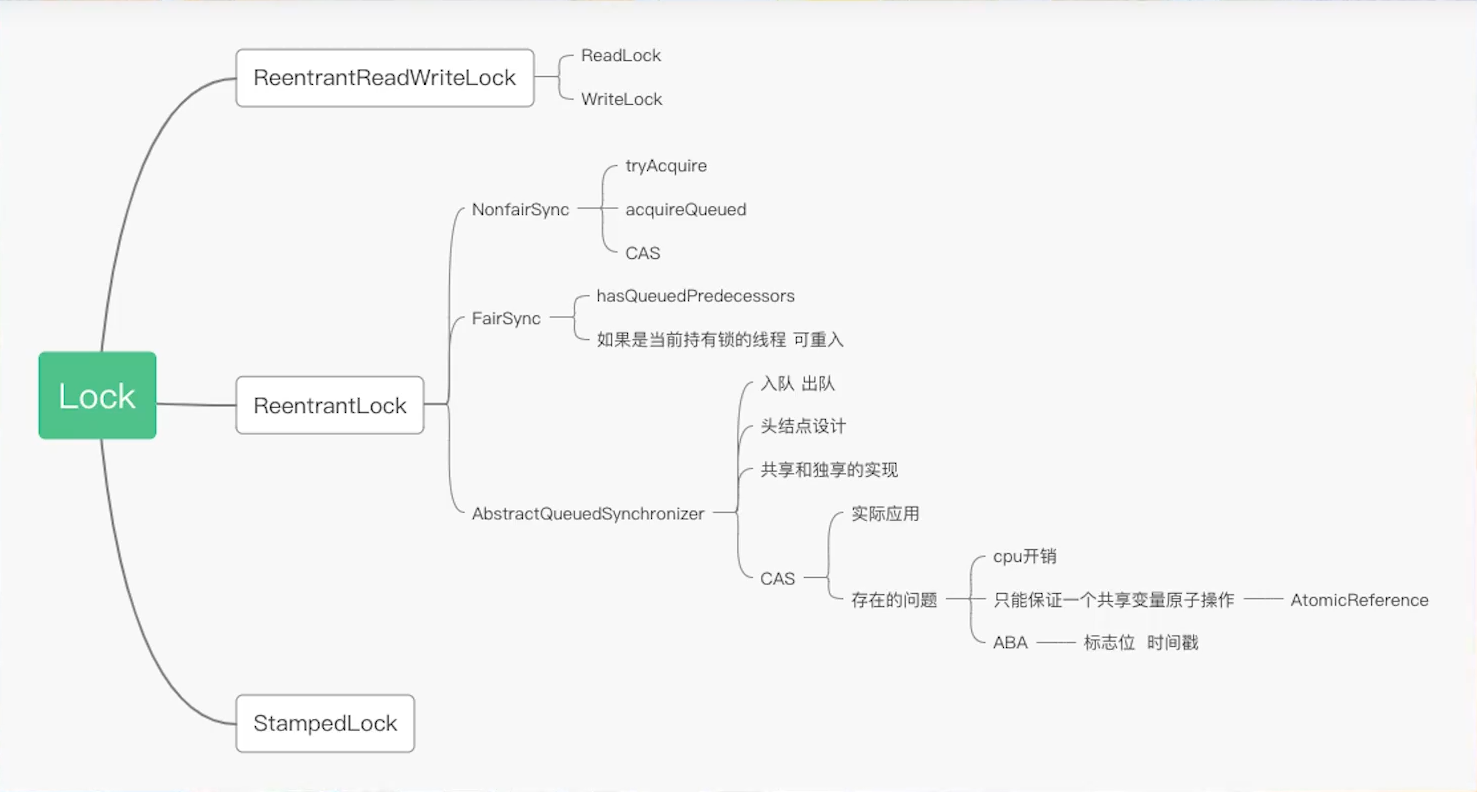 Lock
ReentrantReadWriteLock
ReadLock
WriteLock
ReentrantLock
NonfairSync
tryAcquire
acquireQueued
CAS
FairSync
hasQueuedPredecessors
如果是当前持有锁的线程 可重入
AbstractQueuedSynchronizer
入队 出队
头结点设计
共享和独享的实现
CAS
实际应用
存在的问题
cpu开销
只能保证一个共享变量原子操作
AtomicReference
ABA
标志位 时间戳
StampedLock